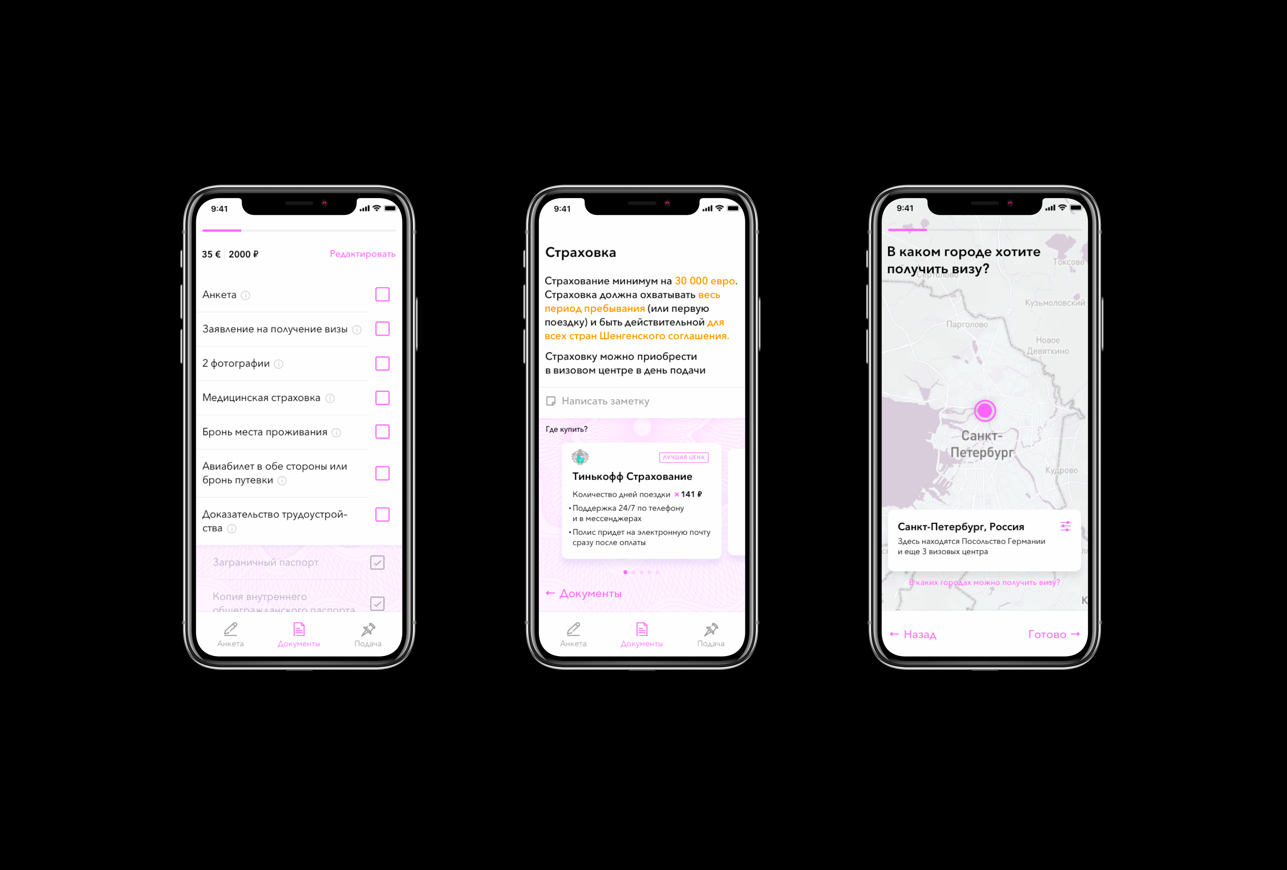 9:41
35 € 2000 ₽ Редактировать
Анкета
Заявление на получение визы
2 фотографии
Медицинская страховка
Бронь места проживания
Авиабилет в обе стороны или
бронь путевки
Доказательство трудоустрой-
ства
Заграничный паспорт
Копия внутреннего
общегражданского паспорта
Анкета Документы Подача
9:41
Страховка
Страхование минимум на 30 000 евро.
Страховка должна охватывать весь
период пребывания (или первую
поездку) и быть действительной для
всех стран Шенгенского соглашения.
Страховку можно приобрести
в визовом центре в день подачи
Написать заметку
Где купить?
ЛУЧШАЯ ЦЕНА
Тинькофф Страхование
Количество дней поездки × 141 ₽
• Поддержка 24/7 по телефону
и в мессенджерах
• Полис придет на электронную почту
сразу после оплаты
← Документы
Анкета Документы Подача
9:41
В каком городе хотите
получить визу?
Токсово
Сертолово
Кузьмоловский
Парголово
Новое
Девяткино
Санкт-
Петербург
Кудрово
Санкт-Петербург, Россия
Здесь находятся Посольство Германии
и еще 3 визовых центра
В каких городах можно получить визу?
← Назад Готово →